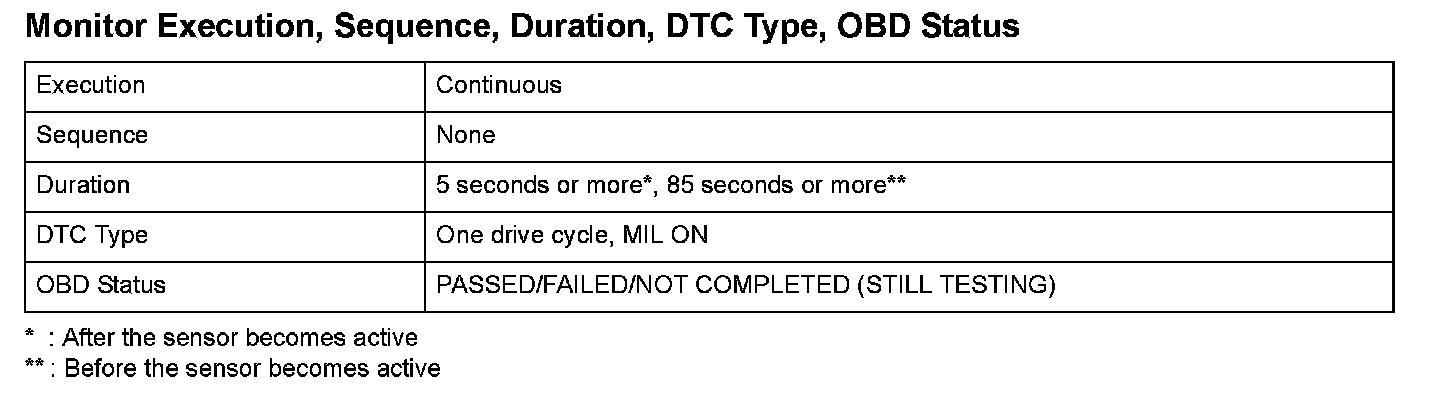 Monitor Execution, Sequence, Duration, DTC Type, OBD Status
Execution Continuous
Sequence None
Duration 5 seconds or more*, 85 seconds or more**
DTC Type One drive cycle, MIL ON
OBD Status PASSED/FAILED/NOT COMPLETED (STILL TESTING)
* : After the sensor becomes active
** : Before the sensor becomes active